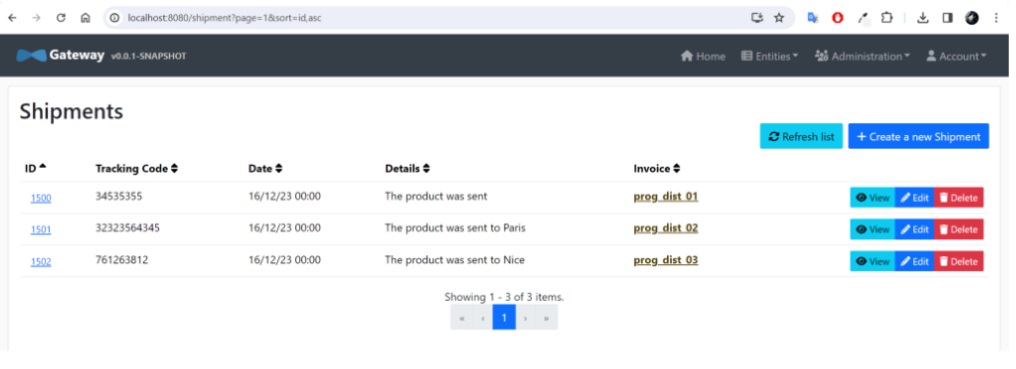 localhost:8080/shipment?page=1&sort=id,asc
Gateway v0.0.1-SNAPSHOT Home Entities Administration Account
Shipments
Refresh list + Create a new Shipment
ID Tracking Code Date Details Invoice
1500 34535355 16/12/23 00:00 The product was sent prog_dist_01 View Edit Delete
1501 32323564345 16/12/23 00:00 The product was sent to Paris prog_dist_02 View Edit Delete
1502 761263812 16/12/23 00:00 The product was sent to Nice prog_dist_03 View Edit Delete
Showing 1 - 3 of 3 items.
« ‹ 1 › »